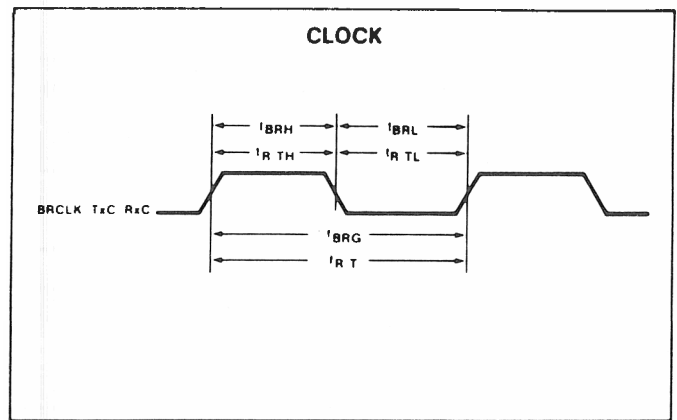 CLOCK
tBRH tBRL
tR TH tR TL
BRCLK TxC RxC
tBRG
tR T